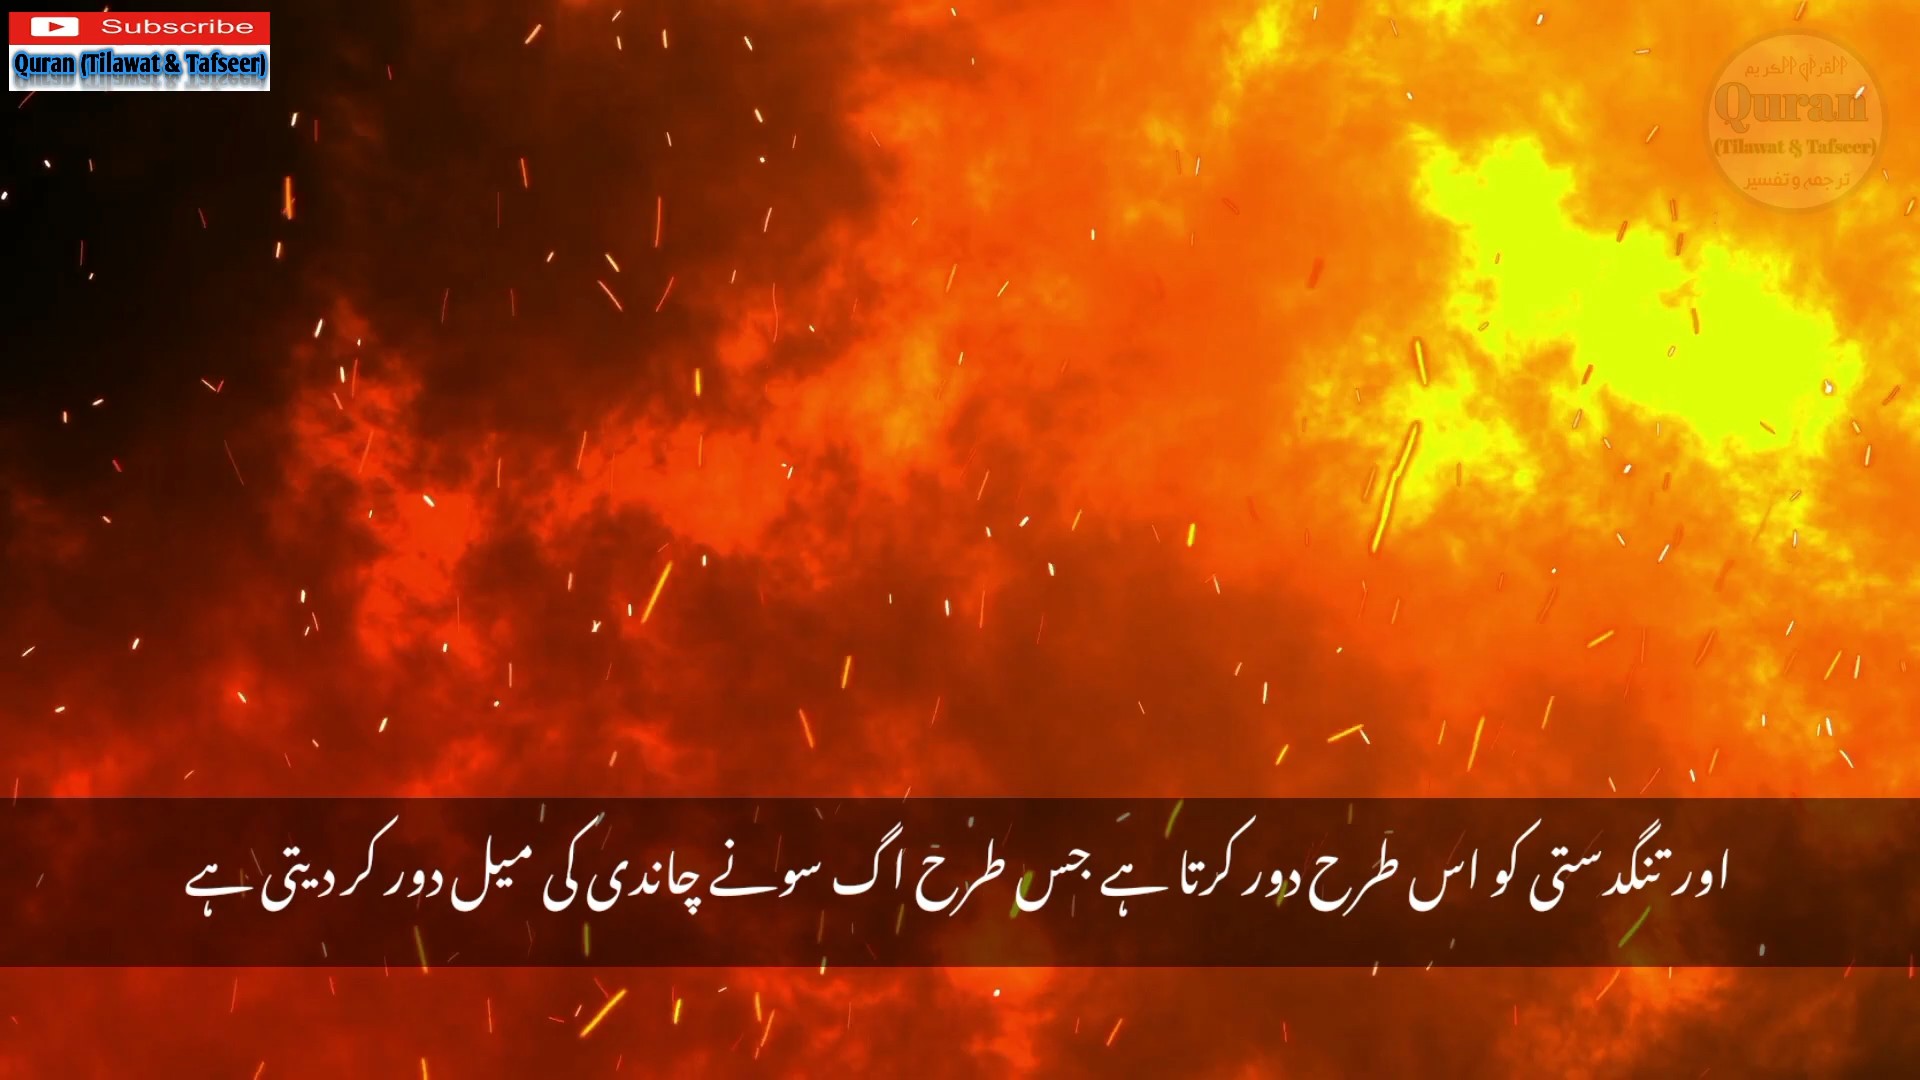 Subscribe
Quran (Tilawat & Tafseer)
القرآن الكريم
Quran
(Tilawat & Tafseer)
ترجمہ و تفسیر
اور تنگدستی کو اس طرح دور کرتا ہے جس طرح اگ سونے چاندی کی میل دور کر دیتی ہے